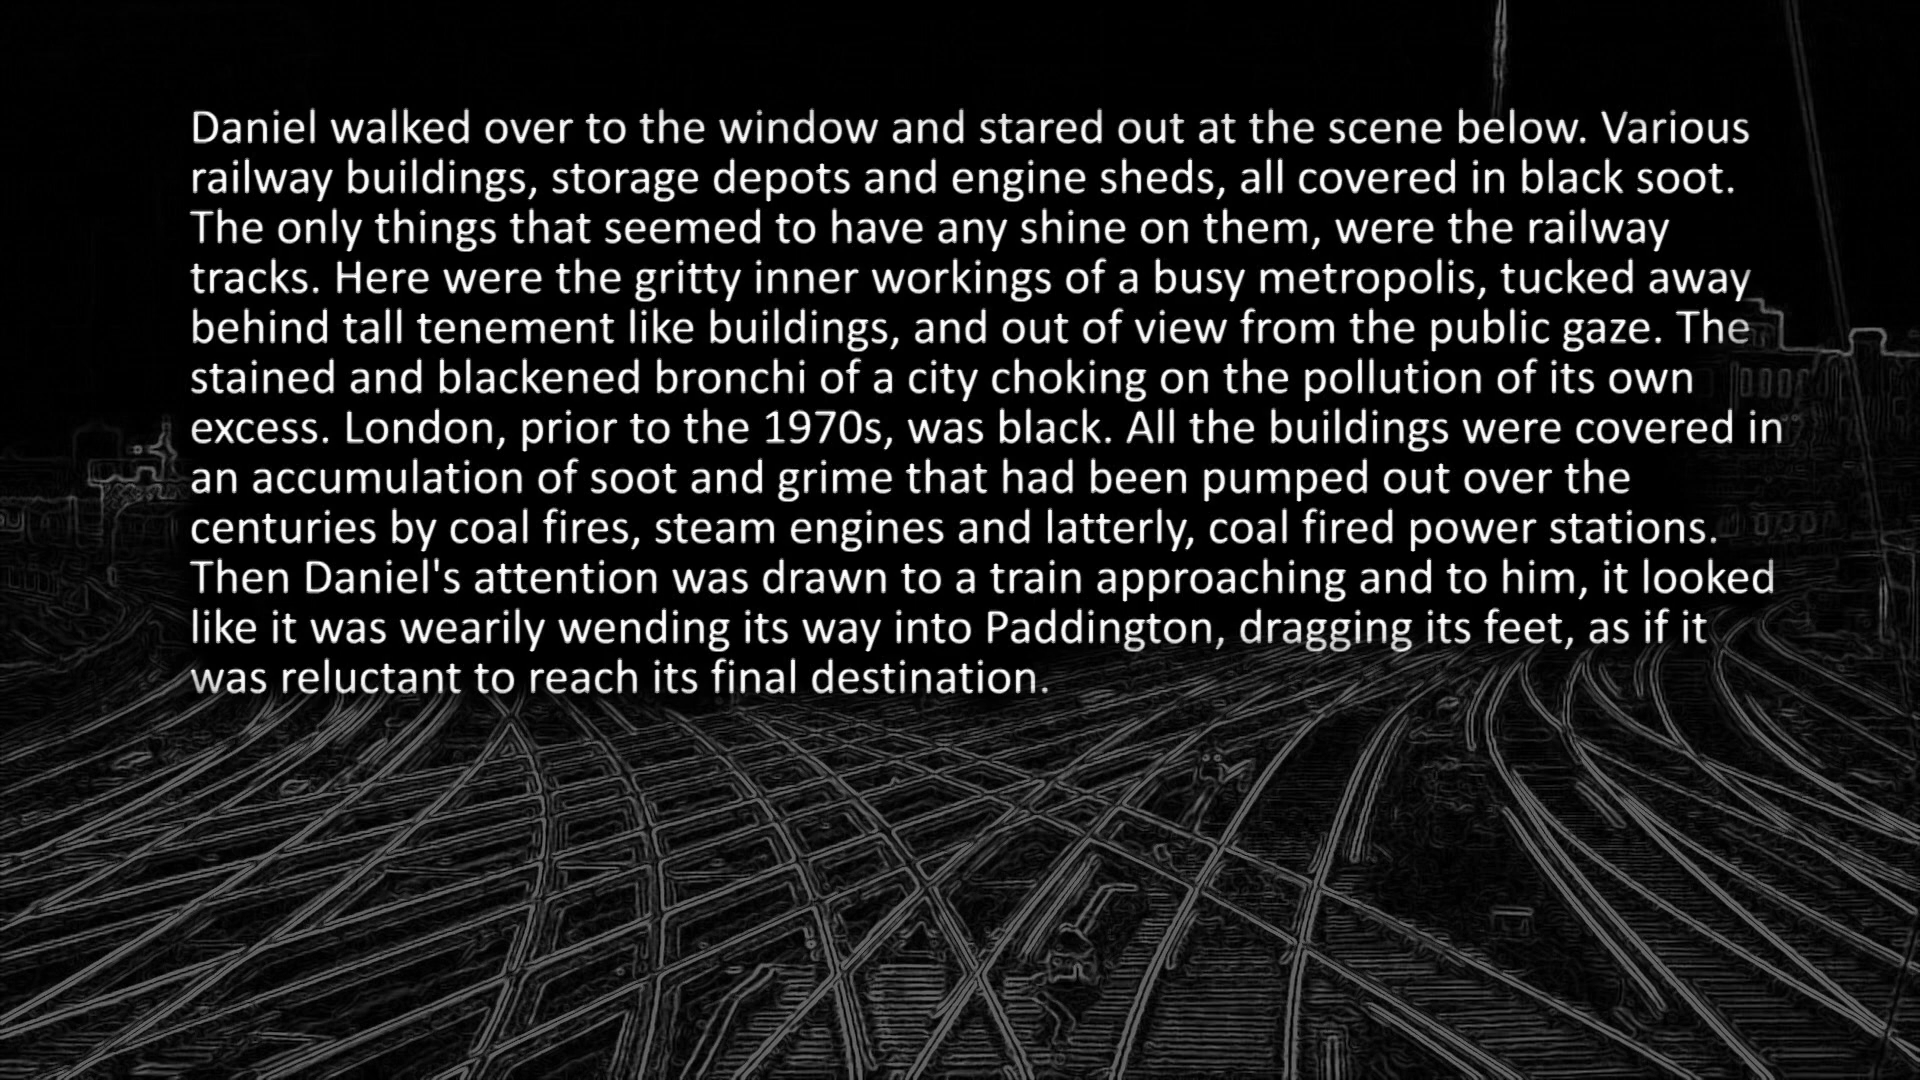 Daniel walked over to the window and stared out at the scene below. Various
railway buildings, storage depots and engine sheds, all covered in black soot.
The only things that seemed to have any shine on them, were the railway
tracks. Here were the gritty inner workings of a busy metropolis, tucked away
behind tall tenement like buildings, and out of view from the public gaze. The
stained and blackened bronchi of a city choking on the pollution of its own
excess. London, prior to the 1970s, was black. All the buildings were covered in
an accumulation of soot and grime that had been pumped out over the
centuries by coal fires, steam engines and latterly, coal fired power stations.
Then Daniel's attention was drawn to a train approaching and to him, it looked
like it was wearily wending its way into Paddington, dragging its feet, as if it
was reluctant to reach its final destination.